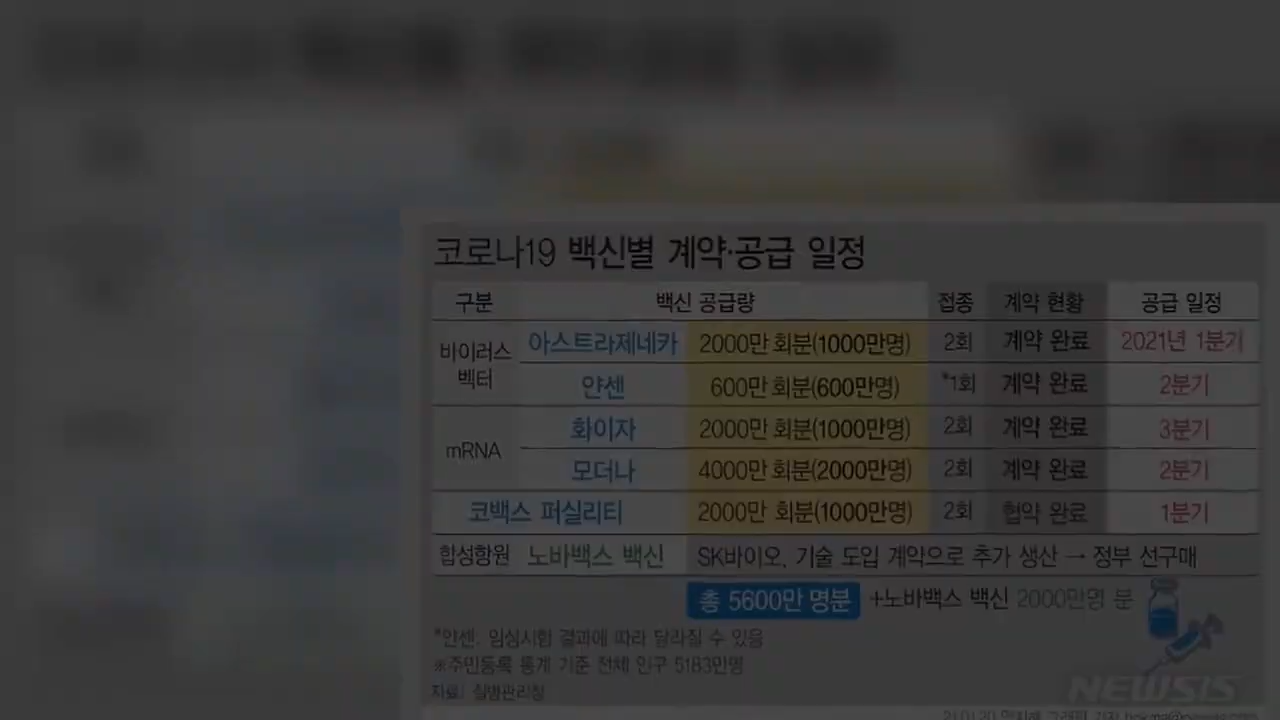 코로나19 백신별 계약·공급 일정
구분 백신 공급량 접종 계약 현황 공급 일정
바이러스 벡터 아스트라제네카 2000만 회분(1000만명) 2회 계약 완료 2021년 1분기
얀센 600만 회분(600만명) *1회 계약 완료 2분기
mRNA 화이자 2000만 회분(1000만명) 2회 계약 완료 3분기
모더나 4000만 회분(2000만명) 2회 계약 완료 2분기
코백스 퍼실리티 2000만 회분(1000만명) 2회 협약 완료 1분기
합성항원 노바백스 백신 SK바이오, 기술 도입 계약으로 추가 생산 → 정부 선구매
총 5600만 명분 +노바백스 백신 2000만명 분
*얀센: 임상시험 결과에 따라 달라질 수 있음
※주민등록 통계 기준 전체 인구 5183만명
자료: 질병관리청
NEWSIS